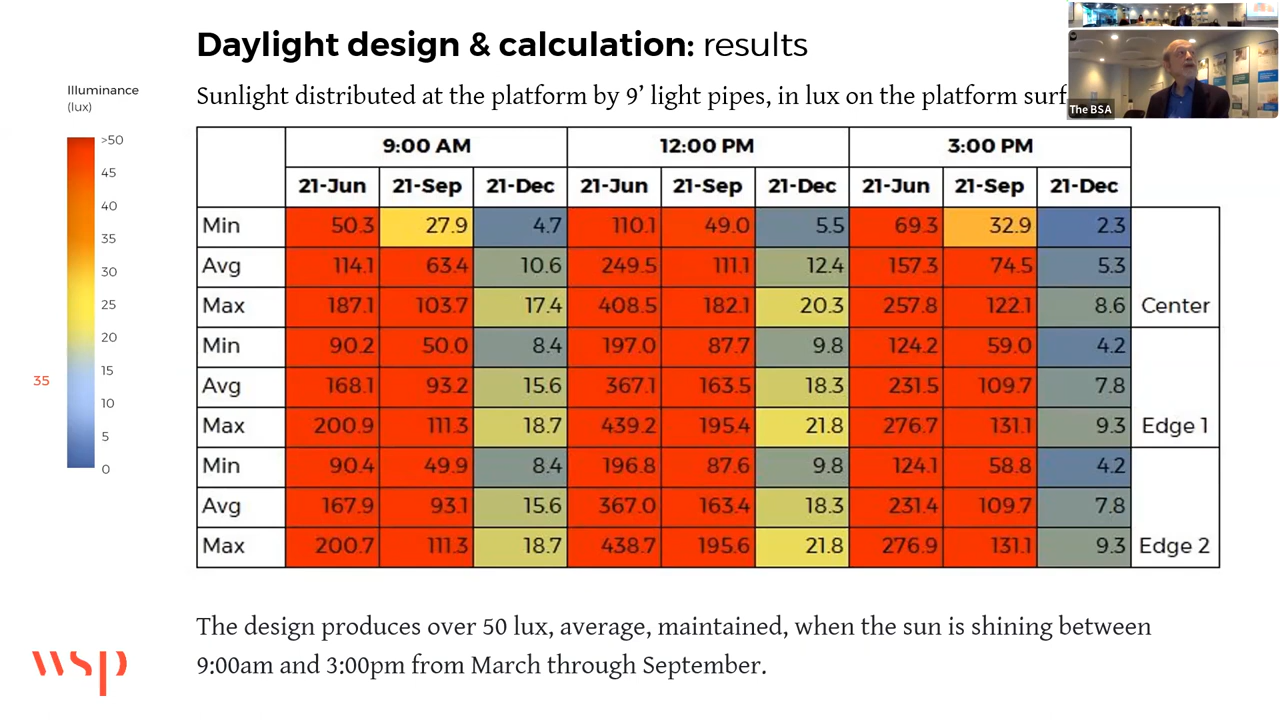 Daylight design & calculation: results
Sunlight distributed at the platform by 9’ light pipes, in lux on the platform surf
The BSA
Illuminance
(lux)
>50
45
40
35
30
25
20
15
10
5
0
35
9:00 AM 12:00 PM 3:00 PM
21-Jun 21-Sep 21-Dec 21-Jun 21-Sep 21-Dec 21-Jun 21-Sep 21-Dec
Min 50.3 27.9 4.7 110.1 49.0 5.5 69.3 32.9 2.3
Avg 114.1 63.4 10.6 249.5 111.1 12.4 157.3 74.5 5.3
Max 187.1 103.7 17.4 408.5 182.1 20.3 257.8 122.1 8.6 Center
Min 90.2 50.0 8.4 197.0 87.7 9.8 124.2 59.0 4.2
Avg 168.1 93.2 15.6 367.1 163.5 18.3 231.5 109.7 7.8
Max 200.9 111.3 18.7 439.2 195.4 21.8 276.7 131.1 9.3 Edge 1
Min 90.4 49.9 8.4 196.8 87.6 9.8 124.1 58.8 4.2
Avg 167.9 93.1 15.6 367.0 163.4 18.3 231.4 109.7 7.8
Max 200.7 111.3 18.7 438.7 195.6 21.8 276.9 131.1 9.3 Edge 2
The design produces over 50 lux, average, maintained, when the sun is shining between
9:00am and 3:00pm from March through September.
wsp